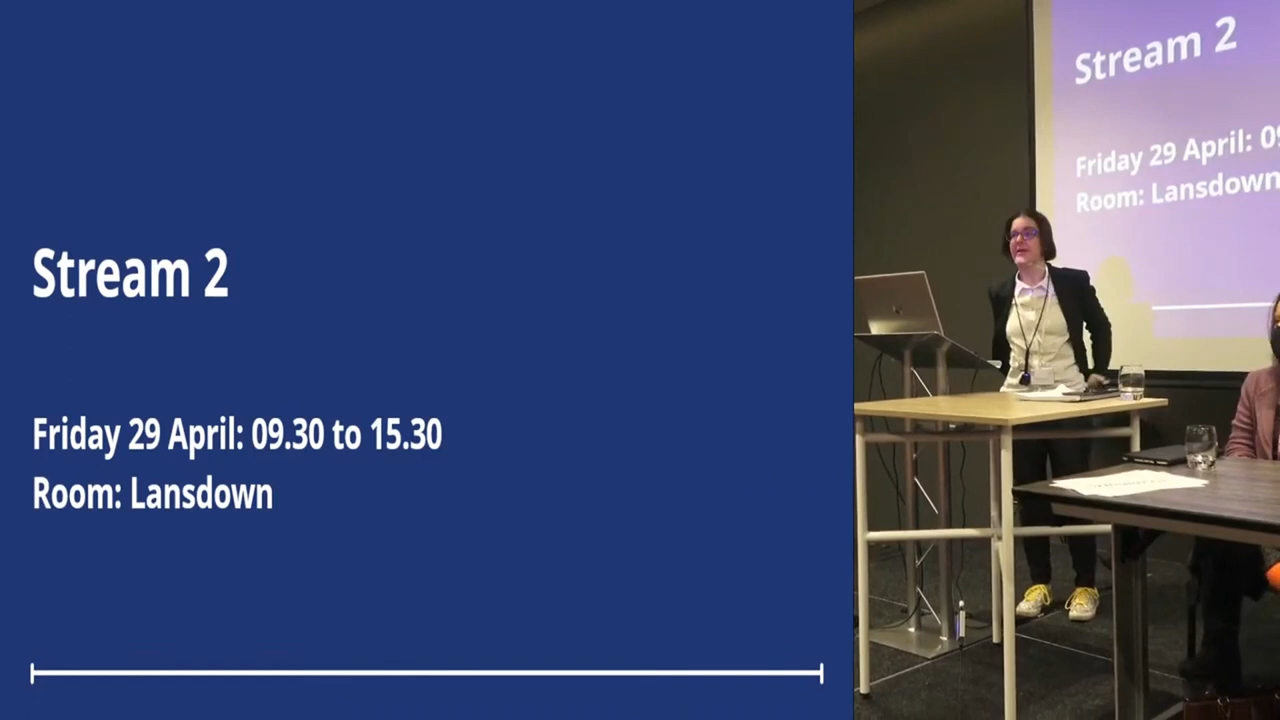 Stream 2
Friday 29 April: 09.30 to 15.30
Room: Lansdown
Stream 2
Friday 29 April: 09
Room: Lansdown